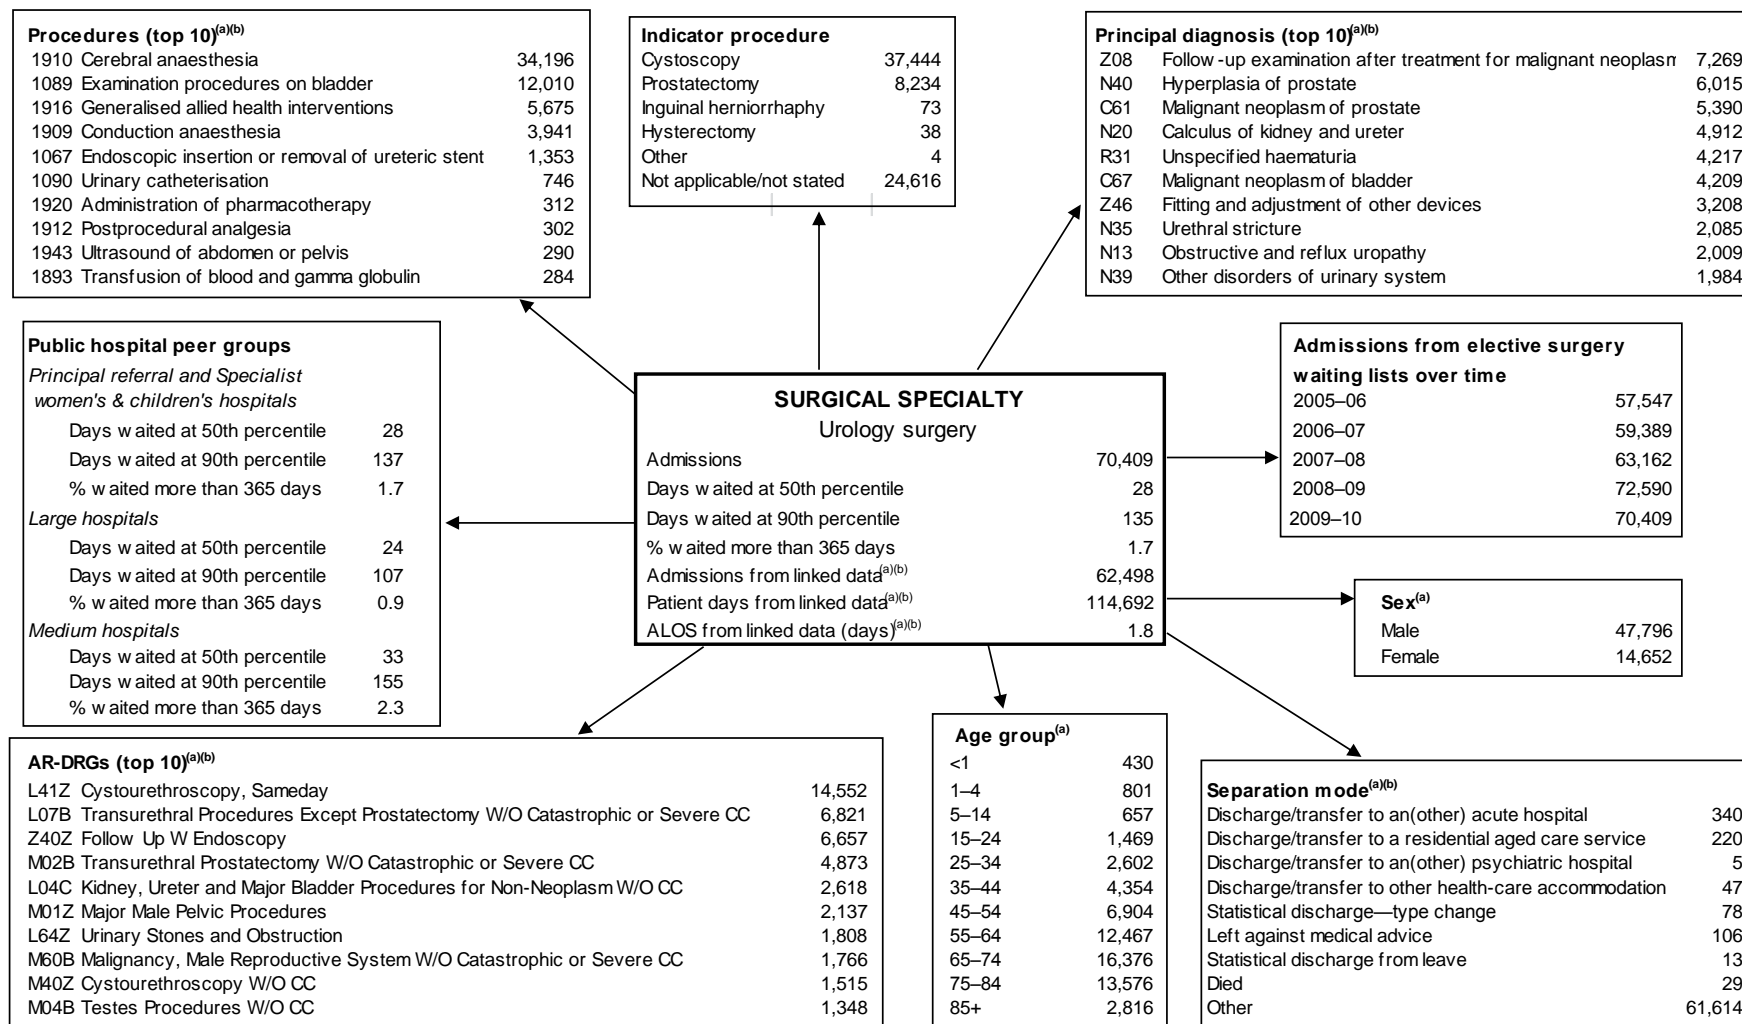 Procedures (top 10)(a)(b)
1910 Cerebral anaesthesia 34,196
1089 Examination procedures on bladder 12,010
1916 Generalised allied health interventions 5,675
1909 Conduction anaesthesia 3,941
1067 Endoscopic insertion or removal of ureteric stent 1,353
1090 Urinary catheterisation 746
1920 Administration of pharmacotherapy 312
1912 Postprocedural analgesia 302
1943 Ultrasound of abdomen or pelvis 290
1893 Transfusion of blood and gamma globulin 284
Indicator procedure
Cystoscopy 37,444
Prostatectomy 8,234
Inguinal herniorrhaphy 73
Hysterectomy 38
Other 4
Not applicable/not stated 24,616
Principal diagnosis (top 10)(a)(b)
Z08 Follow-up examination after treatment for malignant neoplasm 7,269
N40 Hyperplasia of prostate 6,015
C61 Malignant neoplasm of prostate 5,390
N20 Calculus of kidney and ureter 4,912
R31 Unspecified haematuria 4,217
C67 Malignant neoplasm of bladder 4,209
Z46 Fitting and adjustment of other devices 3,208
N35 Urethral stricture 2,085
N13 Obstructive and reflux uropathy 2,009
N39 Other disorders of urinary system 1,984
Public hospital peer groups
Principal referral and Specialist
women's & children's hospitals
Days waited at 50th percentile 28
Days waited at 90th percentile 137
% waited more than 365 days 1.7
Large hospitals
Days waited at 50th percentile 24
Days waited at 90th percentile 107
% waited more than 365 days 0.9
Medium hospitals
Days waited at 50th percentile 33
Days waited at 90th percentile 155
% waited more than 365 days 2.3
SURGICAL SPECIALTY
Urology surgery
Admissions 70,409
Days waited at 50th percentile 28
Days waited at 90th percentile 135
% waited more than 365 days 1.7
Admissions from linked data(a)(b) 62,498
Patient days from linked data(a)(b) 114,692
ALOS from linked data (days)(a)(b) 1.8
Admissions from elective surgery
waiting lists over time
2005–06 57,547
2006–07 59,389
2007–08 63,162
2008–09 72,590
2009–10 70,409
Sex(a)
Male 47,796
Female 14,652
AR-DRGs (top 10)(a)(b)
L41Z Cystourethroscopy, Sameday 14,552
L07B Transurethral Procedures Except Prostatectomy W/O Catastrophic or Severe CC 6,821
Z40Z Follow Up W Endoscopy 6,657
M02B Transurethral Prostatectomy W/O Catastrophic or Severe CC 4,873
L04C Kidney, Ureter and Major Bladder Procedures for Non-Neoplasm W/O CC 2,618
M01Z Major Male Pelvic Procedures 2,137
L64Z Urinary Stones and Obstruction 1,808
M60B Malignancy, Male Reproductive System W/O Catastrophic or Severe CC 1,766
M40Z Cystourethroscopy W/O CC 1,515
M04B Testes Procedures W/O CC 1,348
Age group(a)
<1 430
1–4 801
5–14 657
15–24 1,469
25–34 2,602
35–44 4,354
45–54 6,904
55–64 12,467
65–74 16,376
75–84 13,576
85+ 2,816
Separation mode(a)(b)
Discharge/transfer to an(other) acute hospital 340
Discharge/transfer to a residential aged care service 220
Discharge/transfer to an(other) psychiatric hospital 5
Discharge/transfer to other health-care accommodation 47
Statistical discharge—type change 78
Left against medical advice 106
Statistical discharge from leave 13
Died 29
Other 61,614